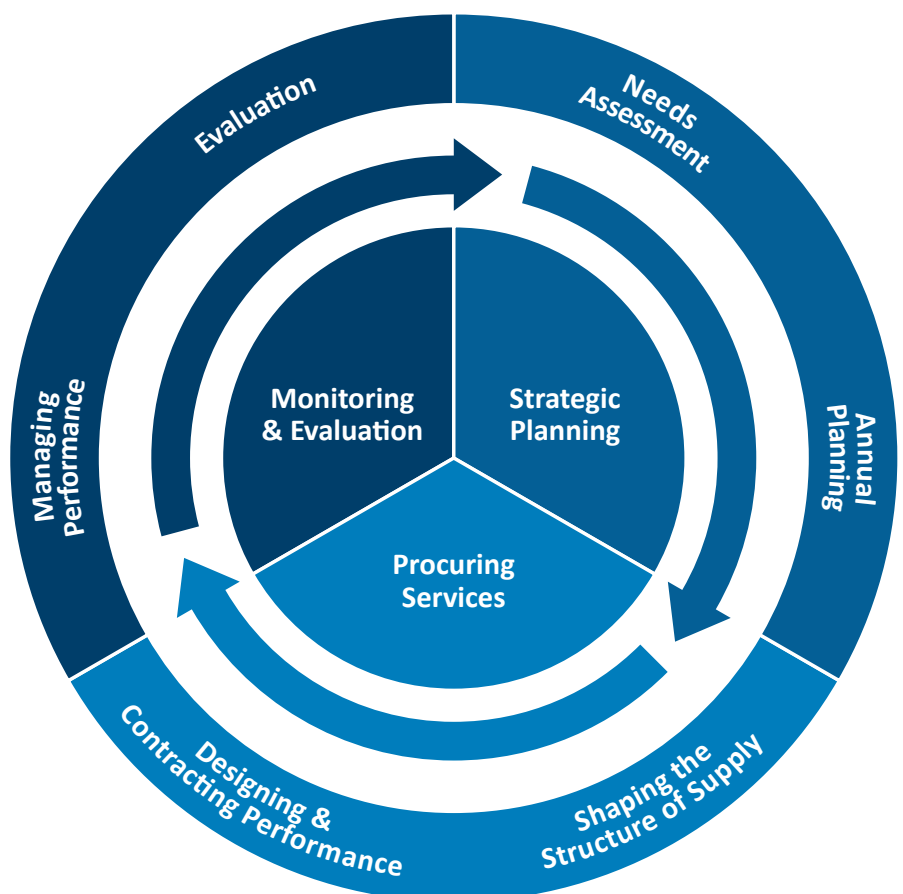 Evaluation
Needs
Assessment
Monitoring
& Evaluation
Strategic
Planning
Managing
Performance
Annual
Planning
Procuring
Services
Designing &
Contracting Performance
Shaping the
Structure of Supply